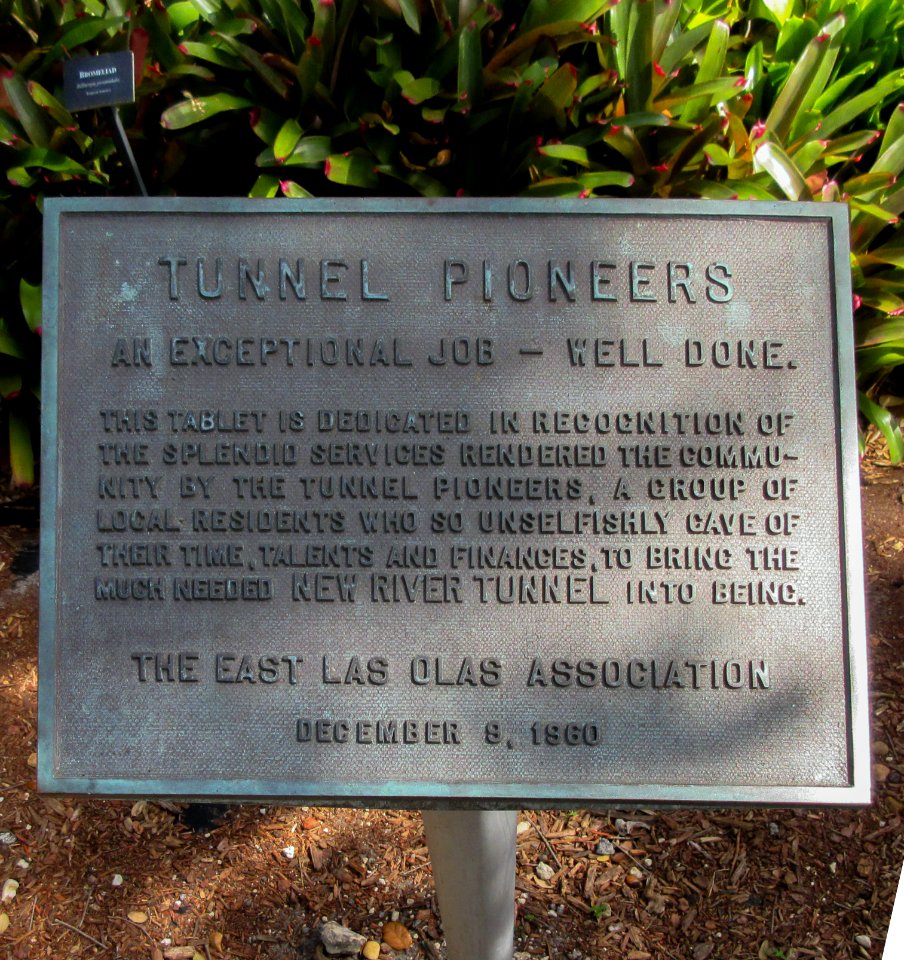 BROMELIAD
TUNNEL PIONEERS
AN EXCEPTIONAL JOB — WELL DONE.
THIS TABLET IS DEDICATED IN RECOGNITION OF
THE SPLENDID SERVICES RENDERED THE COMMU-
NITY BY THE TUNNEL PIONEERS, A GROUP OF
LOCAL RESIDENTS WHO SO UNSELFISHLY GAVE OF
THEIR TIME, TALENTS AND FINANCES, TO BRING THE
MUCH NEEDED NEW RIVER TUNNEL INTO BEING.
THE EAST LAS OLAS ASSOCIATION
DECEMBER 9, 1960